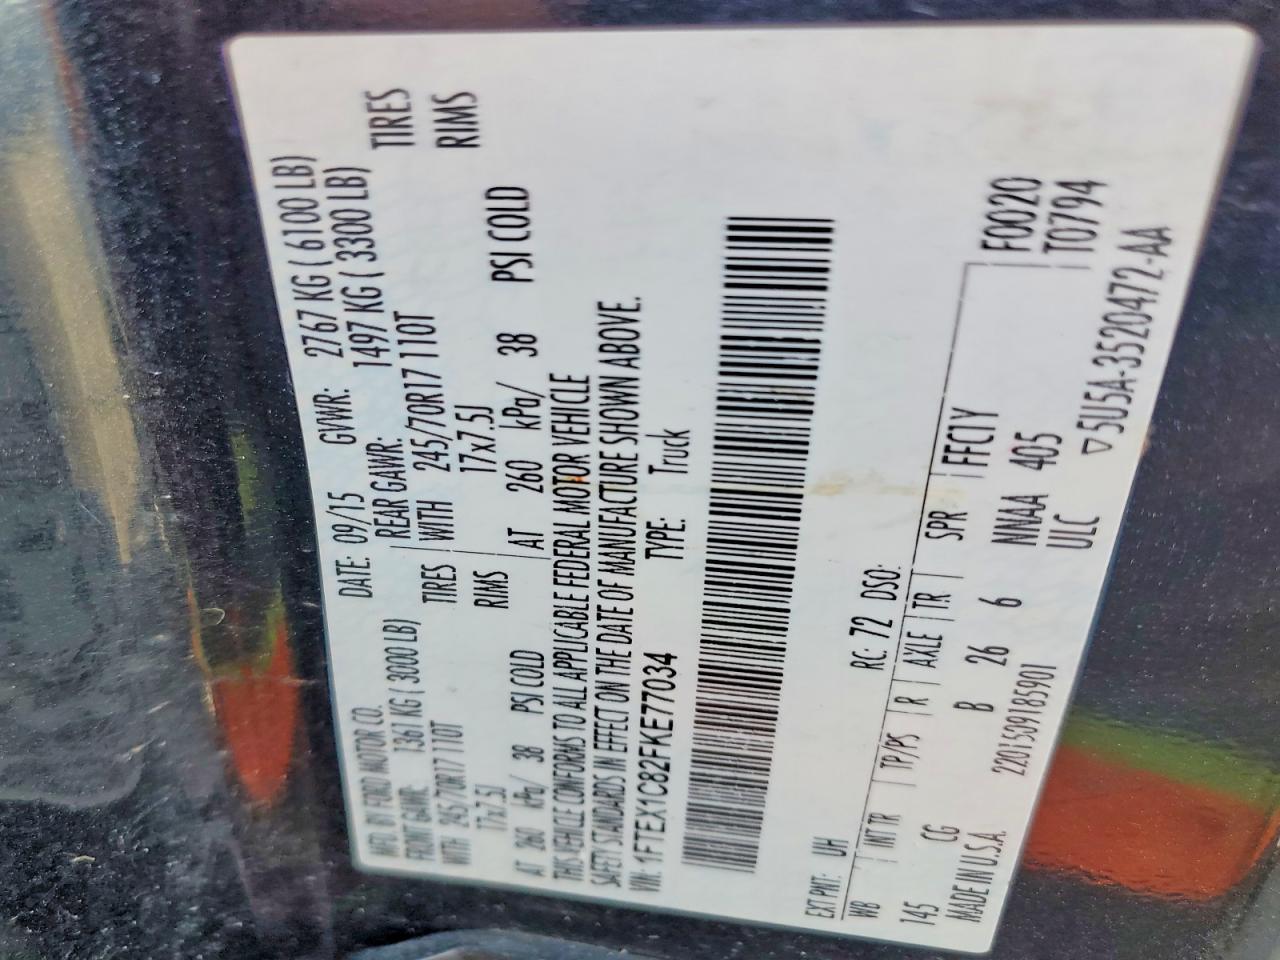 MFD. BY FORD MOTOR CO.
DATE: 09/15 GVWR: 2767 KG ( 6100 LB)
FRONT GAWR: 1361 KG ( 3000 LB) REAR GAWR: 1497 KG ( 3300 LB)
WITH 245/70R17 110T TIRES WITH 245/70R17 110T TIRES
17x7.5J RIMS 17x7.5J RIMS
AT 260 kPa/ 38 PSI COLD AT 260 kPa/ 38 PSI COLD
THIS VEHICLE CONFORMS TO ALL APPLICABLE FEDERAL MOTOR VEHICLE
SAFETY STANDARDS IN EFFECT ON THE DATE OF MANUFACTURE SHOWN ABOVE.
VIN: 1FTEX1C82FKE77034 TYPE: Truck
EXT PNT: UH RC: 72 DSO:
WB INT TR TP/PS R AXLE TR SPR F0020
145 CG B 26 6 FFC1Y T0794
NNAA 405
MADE IN U.S.A. 2201509185901 ULC
▽5U5A-3520472-AA